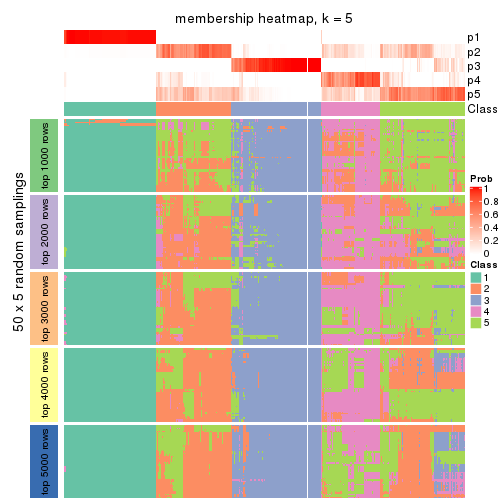 membership heatmap, k = 5
p1
p2
p3
p4
p5
Class
50 x 5 random samplings
top 1000 rows
top 2000 rows
top 3000 rows
top 4000 rows
top 5000 rows
Prob
1
0.8
0.6
0.4
0.2
0
Class
1
2
3
4
5